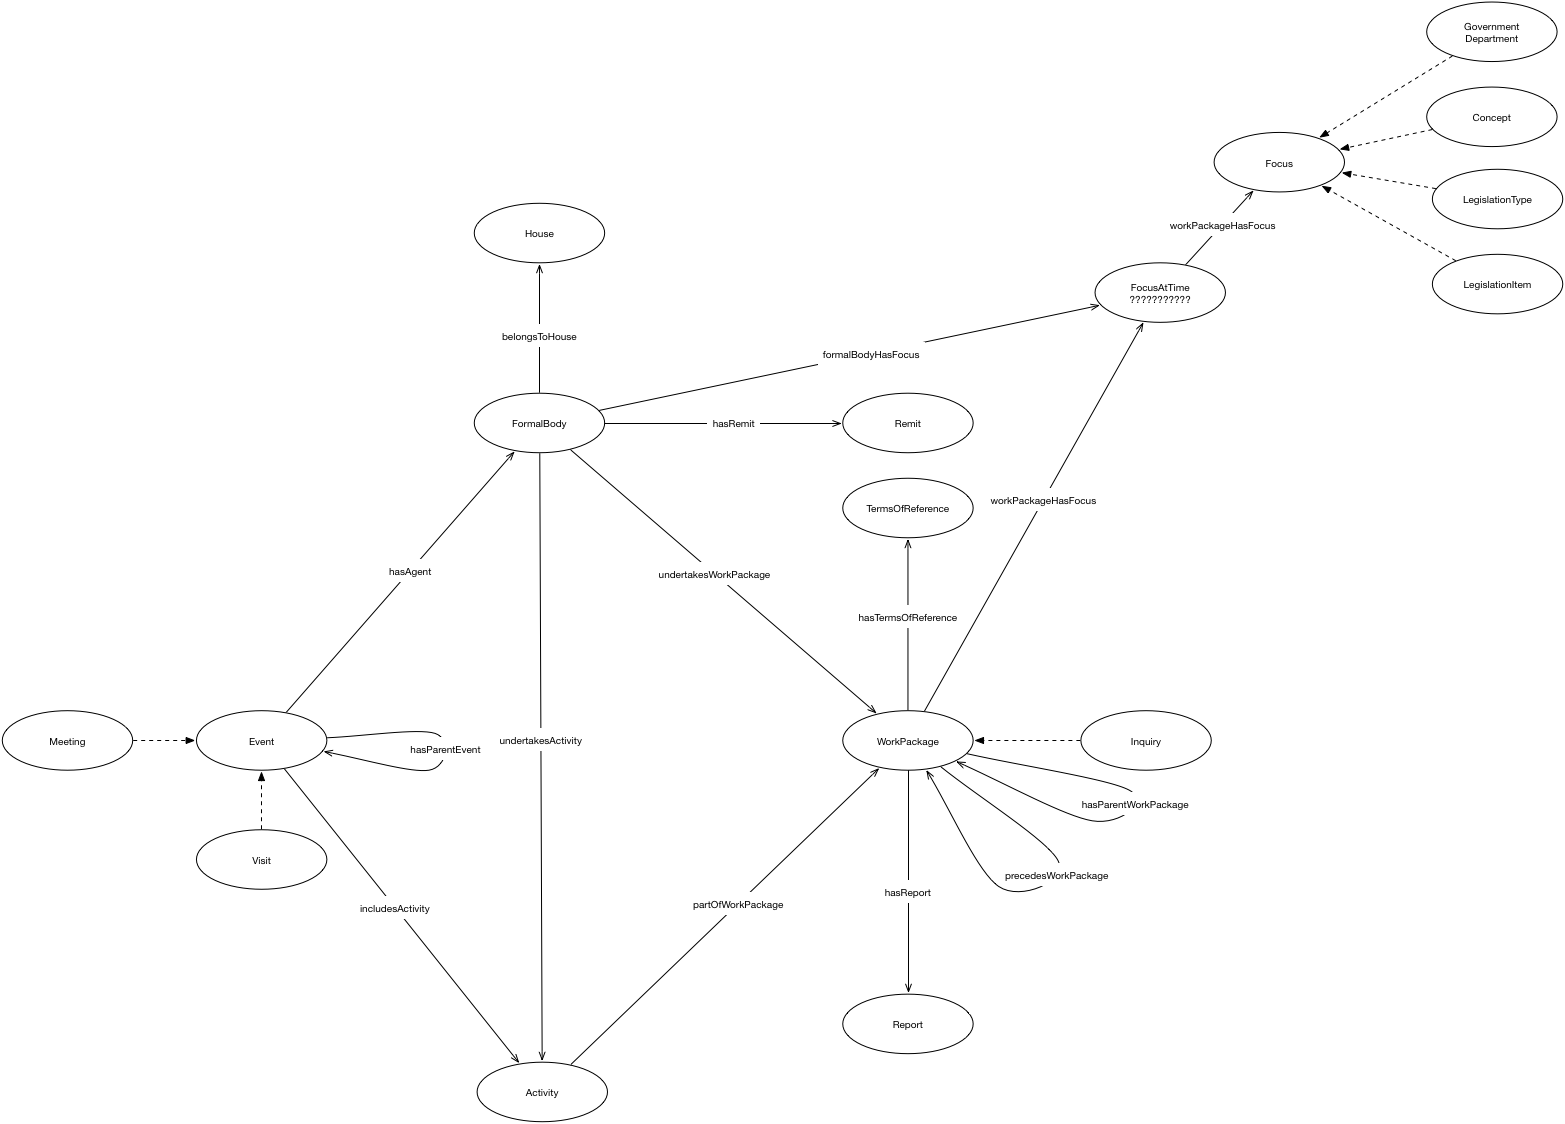 Government
Department
Concept
Focus
LegislationType
workPackageHasFocus
House
LegislationItem
FocusAtTime
???????????
belongsToHouse
formalBodyHasFocus
FormalBody
hasRemit
Remit
workPackageHasFocus
TermsOfReference
hasAgent
undertakesWorkPackage
hasTermsOfReference
Meeting
Event
hasParentEvent
undertakesActivity
WorkPackage
Inquiry
hasParentWorkPackage
Visit
precedesWorkPackage
hasReport
includesActivity
partOfWorkPackage
Report
Activity